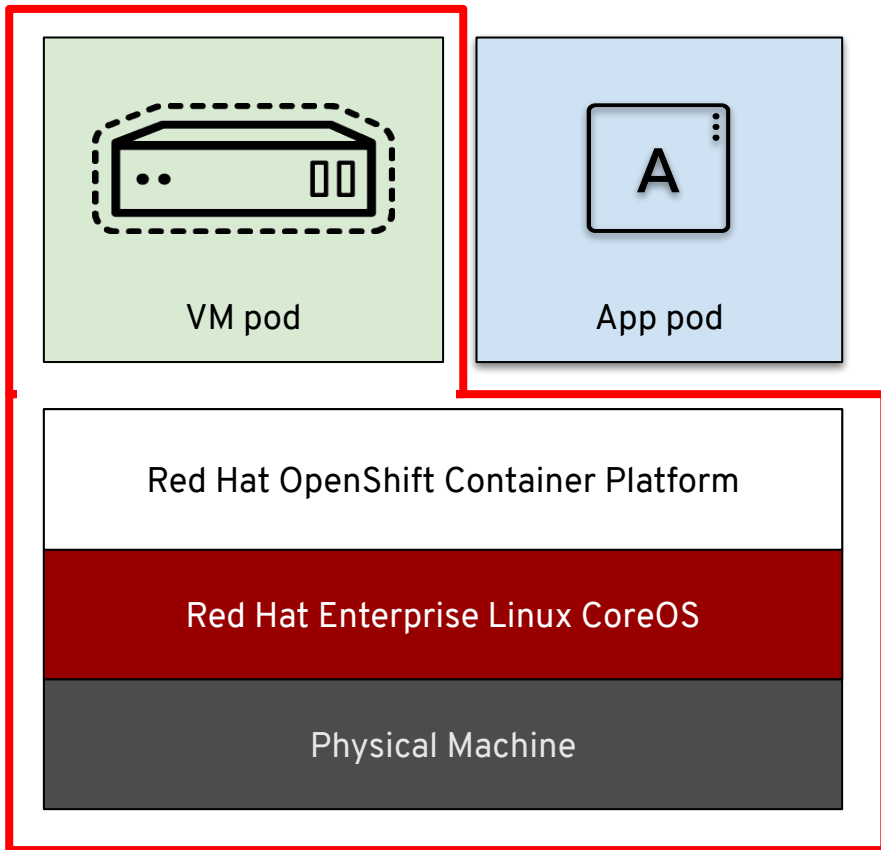 A
VM pod
App pod
Red Hat OpenShift Container Platform
Red Hat Enterprise Linux CoreOS
Physical Machine